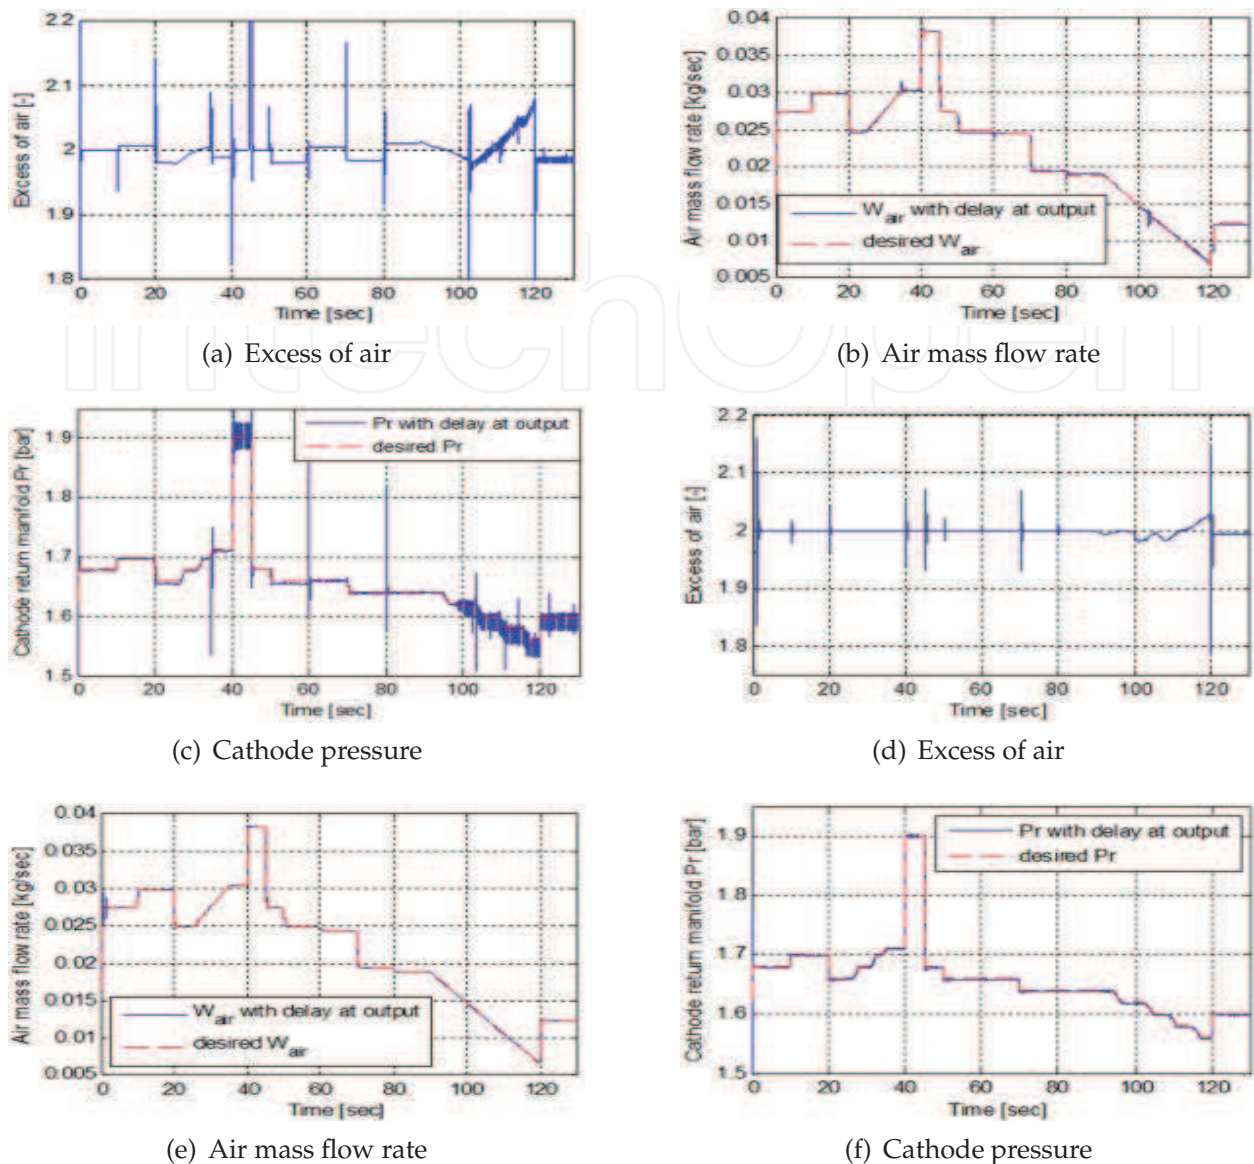 2.2
2.1
2
1.9
1.8
Excess of air [-]
0 20 40 60 80 100 120
Time [sec]
(a) Excess of air
0.04
0.035
0.03
0.025
0.02
0.015
0.01
0.005
Air mass flow rate [kg/sec]
W_air with delay at output
desired W_air
0 20 40 60 80 100 120
Time [sec]
(b) Air mass flow rate
IntechOpen
1.9
1.8
1.7
1.6
1.5
Cathode return manifold Pr [bar]
Pr with delay at output
desired Pr
0 20 40 60 80 100 120
Time [sec]
(c) Cathode pressure
2.2
2.1
2
1.9
1.8
Excess of air [-]
0 20 40 60 80 100 120
Time [sec]
(d) Excess of air
0.04
0.035
0.03
0.025
0.02
0.015
0.01
0.005
Air mass flow rate [kg/sec]
W_air with delay at output
desired W_air
0 20 40 60 80 100 120
Time [sec]
(e) Air mass flow rate
1.9
1.8
1.7
1.6
1.5
Cathode return manifold Pr [bar]
Pr with delay at output
desired Pr
0 20 40 60 80 100 120
Time [sec]
(f) Cathode pressure